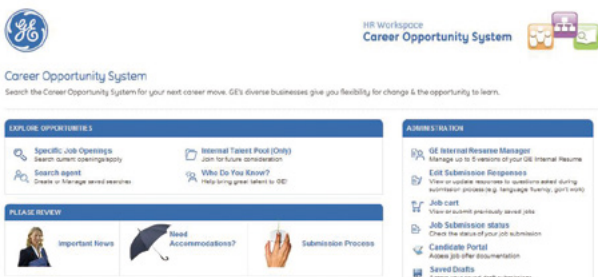 HR Workspace
Career Opportunity System
Career Opportunity System
Search the Career Opportunity System for your next career move. GE's diverse businesses give you flexibility for change & the opportunity to learn.
EXPLORE OPPORTUNITIES
Specific Job Openings
Search current openings/apply
Internal Talent Pool (Only)
Join for future consideration
Search agent
Create or Manage saved searches
Who Do You Know?
Help bring great talent to GE!
PLEASE REVIEW
Important News
Need
Accommodations?
Submission Process
ADMINISTRATION
GE Internal Resume Manager
Manage up to 5 versions of your GE Internal Resume
Edit Submission Responses
View or update responses to questions asked during
submission process (e.g. language fluency, gov't work)
Job cart
View or submit previously saved jobs
Job Submission status
Check the status of your job submission
Candidate Portal
Access job offer documentation
Saved Drafts